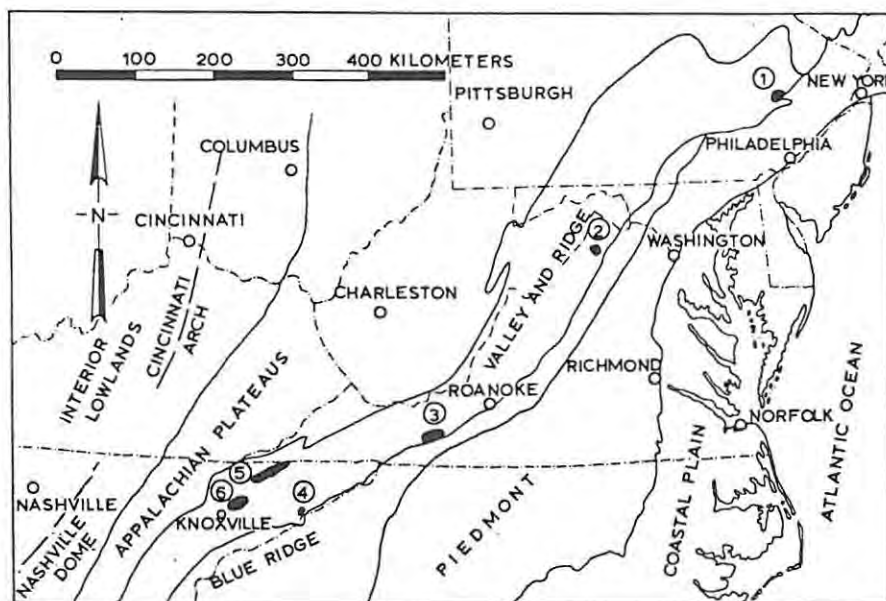 0 100 200 300 400 KILOMETERS
1
NEW YORK
PITTSBURGH
COLUMBUS
PHILADELPHIA
N
CINCINNATI
2
WASHINGTON
CHARLESTON
VALLEY AND RIDGE
CINCINNATI
ARCH
INTERIOR
LOWLANDS
RICHMOND
ROANOKE
3
NORFOLK
ATLANTIC OCEAN
APPALACHIAN PLATEAUS
5
6
4
NASHVILLE
KNOXVILLE
NASHVILLE
DOME
BLUE RIDGE
PIEDMONT
COASTAL PLAIN